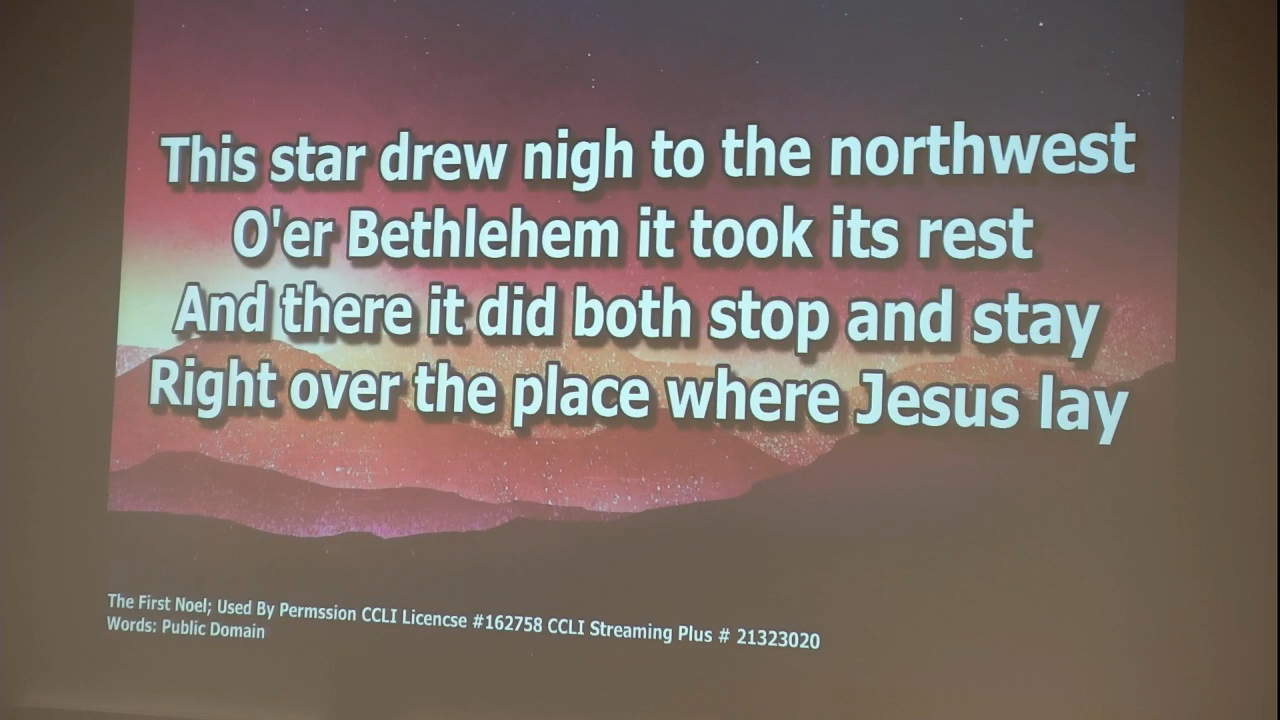 This star drew nigh to the northwest
O'er Bethlehem it took its rest
And there it did both stop and stay
Right over the place where Jesus lay
The First Noel; Used By Permssion CCLI Licencse #162758 CCLI Streaming Plus # 21323020
Words: Public Domain